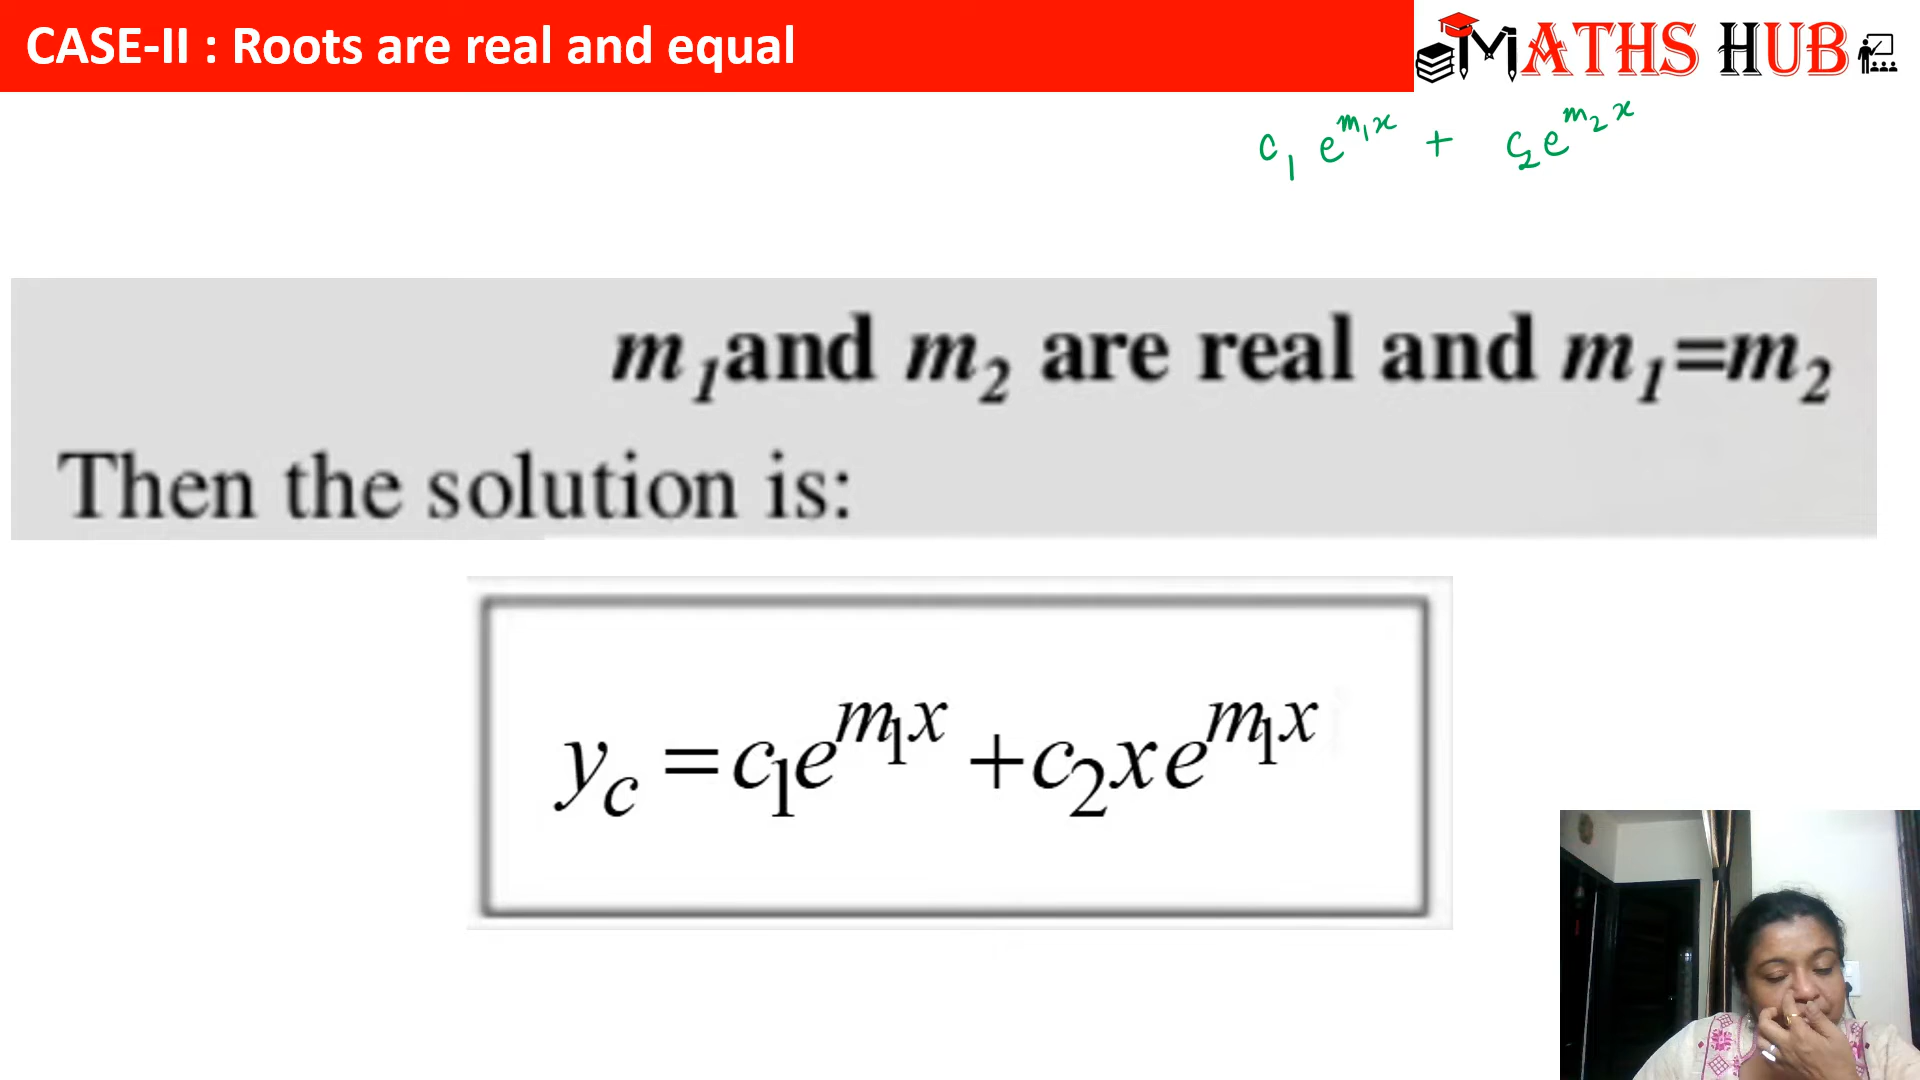 CASE-II : Roots are real and equal
MATHS HUB
c₁ e^{m₁x} + c₂ e^{m₂x}
m₁and m₂ are real and m₁=m₂
Then the solution is:
y_c = c₁e^{m₁x} + c₂xe^{m₁x}